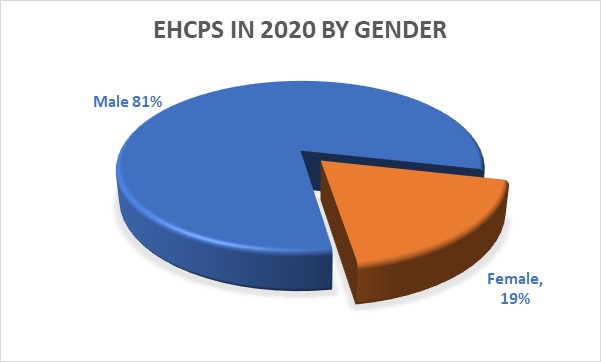 EHCPS IN 2020 BY GENDER
Male 81%
Female,
19%